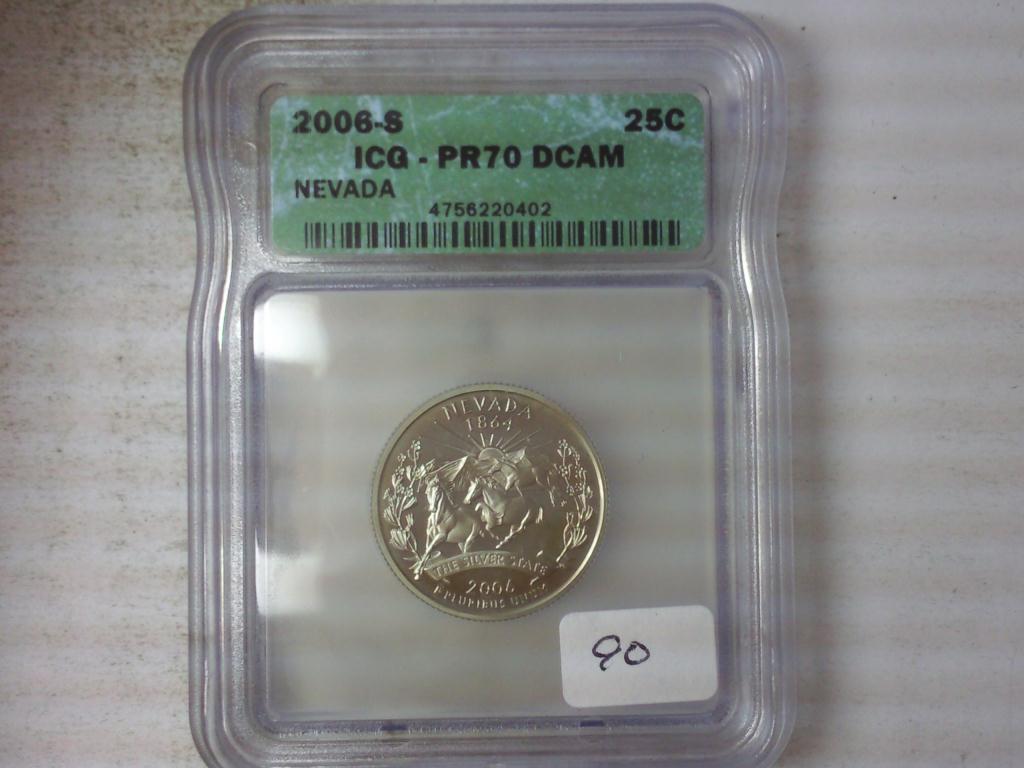 2006-S 25C
ICG - PR70 DCAM
NEVADA
4756220402
NEVADA
1864
THE SILVER STATE
2006
E PLURIBUS UNUM
90